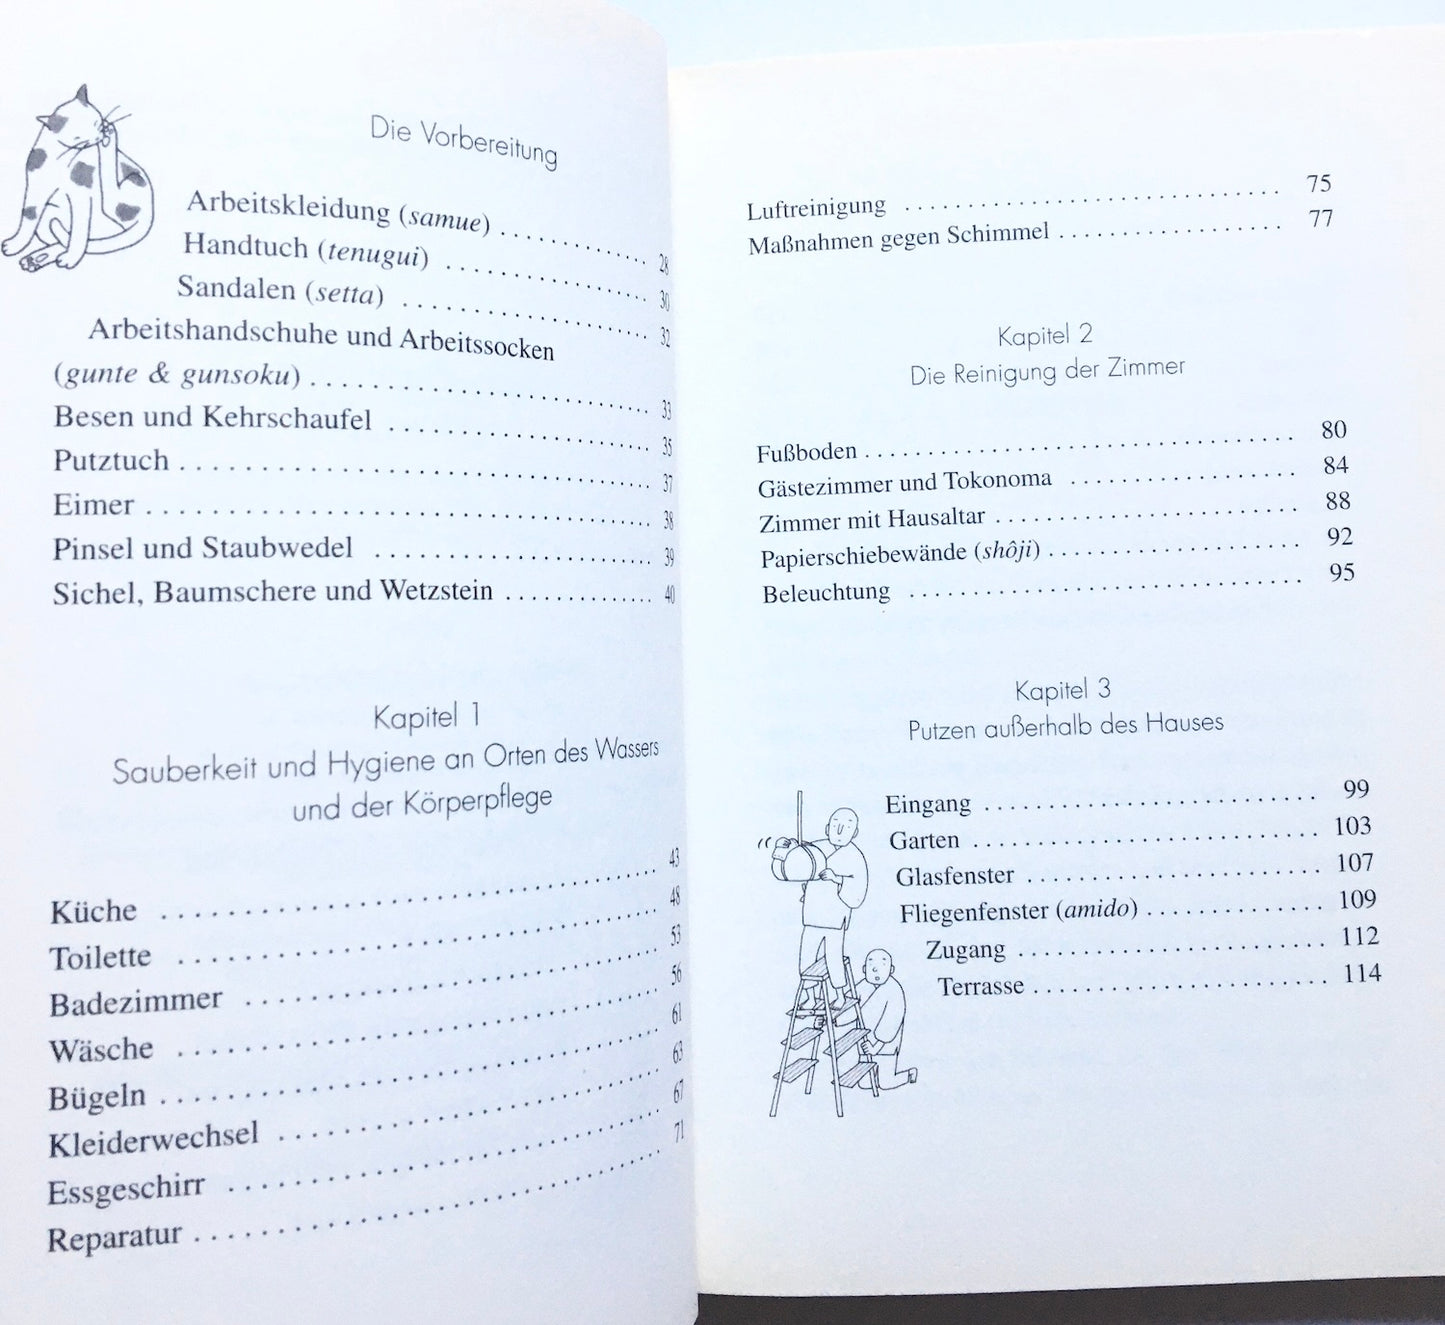 Die Vorbereitung
Arbeitskleidung (samue) . . . . . . . . . . . . 28
Handtuch (tenugui) . . . . . . . . . . . . . . . . 30
Sandalen (setta) . . . . . . . . . . . . . . . . . . . 32
Arbeitshandschuhe und Arbeitssocken
(gunte & gunsoku) . . . . . . . . . . . . . . . . . . . . . . . . 33
Besen und Kehrschaufel . . . . . . . . . . . . . . . . . . . . 35
Putztuch . . . . . . . . . . . . . . . . . . . . . . . . . . . . . . . 37
Eimer . . . . . . . . . . . . . . . . . . . . . . . . . . . . . . . . . 38
Pinsel und Staubwedel . . . . . . . . . . . . . . . . . . . . 39
Sichel, Baumschere und Wetzstein . . . . . . . . . . . . . 40
Kapitel 1
Sauberkeit und Hygiene an Orten des Wassers
und der Körperpflege
Küche . . . . . . . . . . . . . . . . . . . . . . . . . . . . . . 43
Toilette . . . . . . . . . . . . . . . . . . . . . . . . . . . . . 48
Badezimmer . . . . . . . . . . . . . . . . . . . . . . . . . . 53
Wäsche . . . . . . . . . . . . . . . . . . . . . . . . . . . . . 56
Bügeln . . . . . . . . . . . . . . . . . . . . . . . . . . . . . . 61
Kleiderwechsel . . . . . . . . . . . . . . . . . . . . . . . . 63
Essgeschirr . . . . . . . . . . . . . . . . . . . . . . . . . . . 67
Reparatur . . . . . . . . . . . . . . . . . . . . . . . . . . . . 71
Luftreinigung . . . . . . . . . . . . . . . . . . . . . . . . . . . . . . 75
Maßnahmen gegen Schimmel . . . . . . . . . . . . . . . . . . 77
Kapitel 2
Die Reinigung der Zimmer
Fußboden . . . . . . . . . . . . . . . . . . . . . . . . . . . . . . . . . . 80
Gästezimmer und Tokonoma . . . . . . . . . . . . . . . . . . 84
Zimmer mit Hausaltar . . . . . . . . . . . . . . . . . . . . . . . . 88
Papierschiebewände (shôji) . . . . . . . . . . . . . . . . . . . . 92
Beleuchtung . . . . . . . . . . . . . . . . . . . . . . . . . . . . . . . 95
Kapitel 3
Putzen außerhalb des Hauses
Eingang . . . . . . . . . . . . . . . . . . . . . . . . . . 99
Garten . . . . . . . . . . . . . . . . . . . . . . . . . . . 103
Glasfenster . . . . . . . . . . . . . . . . . . . . . . . 107
Fliegenfenster (amido) . . . . . . . . . . . . . . 109
Zugang . . . . . . . . . . . . . . . . . . . . . . . . 112
Terrasse . . . . . . . . . . . . . . . . . . . . . . . 114